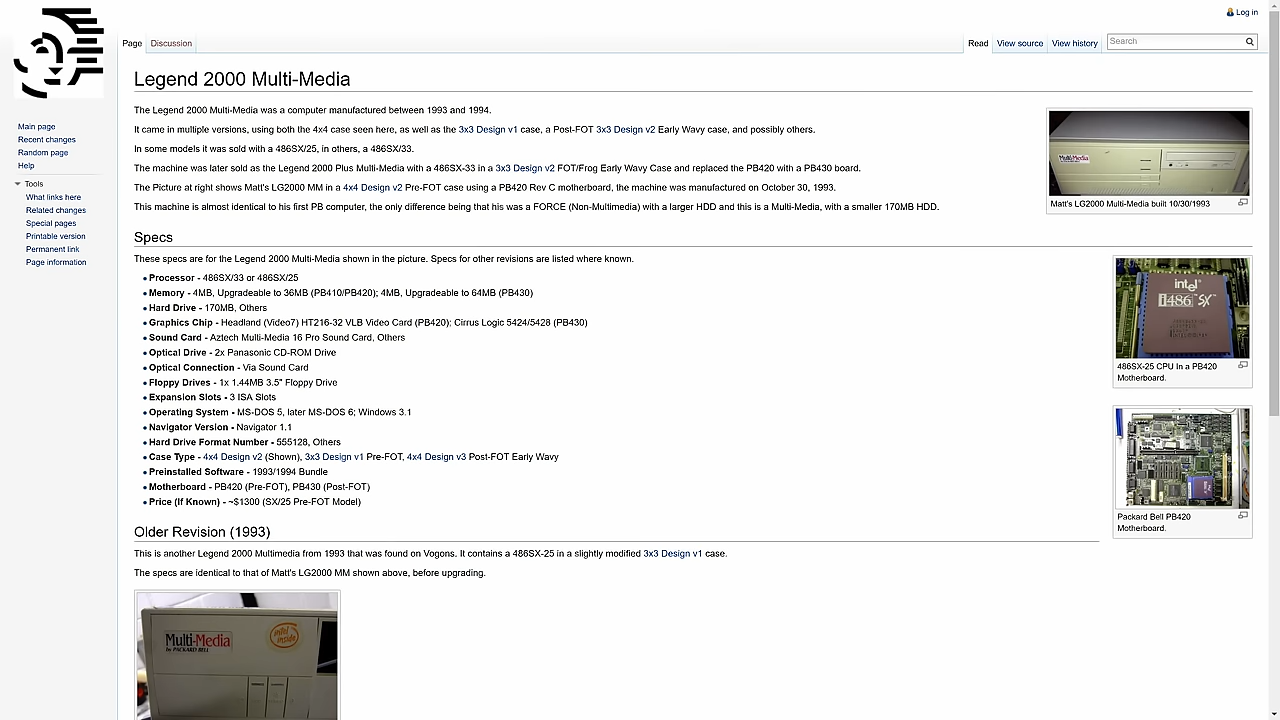 Log in
Page
Discussion
Read
View source
View history
Search
Main page
Recent changes
Random page
Help
Tools
What links here
Related changes
Special pages
Printable version
Permanent link
Page information
Legend 2000 Multi-Media
The Legend 2000 Multi-Media was a computer manufactured between 1993 and 1994.
It came in multiple versions, using both the 4x4 case seen here, as well as the 3x3 Design v1 case, a Post-FOT 3x3 Design v2 Early Wavy case, and possibly others.
In some models it was sold with a 486SX/25, in others, a 486SX/33.
The machine was later sold as the Legend 2000 Plus Multi-Media with a 486SX-25 in a 3x3 Design v2 FOT/Frog Early Wavy Case and replaced the PB420 with a PB430 board.
The Picture at right shows Matt's LG2000 MM in a 4x4 Design v2 Pre-FOT case using a PB420 Rev C motherboard, the machine was manufactured on October 30, 1993.
This machine is almost identical to his first PB computer, the only difference being that his was a FORCE (Non-Multimedia) with a larger HDD and this is a Multi-Media, with a smaller 170MB HDD.
Multi-Media
Matt's LG2000 Multi-Media built 10/30/1993
Specs
These specs are for the Legend 2000 Multi-Media shown in the picture. Specs for other revisions are listed where known.
• Processor - 486SX/33 or 486SX/25
• Memory - 4MB, Upgradeable to 36MB (PB410/PB420); 4MB, Upgradeable to 64MB (PB430)
• Hard Drive - 170MB, Others
• Graphics Chip - Headland (Video7) HT216-32 VLB Video Card (PB420); Cirrus Logic 5424/5428 (PB430)
• Sound Card - Aztech Multi-Media 16 Pro Sound Card, Others
• Optical Drive - 2x Panasonic CD-ROM Drive
• Optical Connection - Via Sound Card
• Floppy Drives - 1x 1.44MB 3.5" Floppy Drive
• Expansion Slots - 3 ISA Slots
• Operating System - MS-DOS 5, later MS-DOS 6; Windows 3.1
• Navigator Version - Navigator 1.1
• Hard Drive Format Number - 555128, Others
• Case Type - 4x4 Design v2 (Shown), 3x3 Design v1 Pre-FOT, 4x4 Design v3 Post-FOT Early Wavy
• Preinstalled Software - 1993/1994 Bundle
• Motherboard - PB420 (Pre-FOT), PB430 (Post-FOT)
• Price (If Known) - ~$1300 (SX/25 Pre-FOT Model)
intel
i486 SX
486SX-25 CPU In a PB420
Motherboard.
Packard Bell PB420
Motherboard.
Older Revision (1993)
This is another Legend 2000 Multimedia from 1993 that was found on Vogons. It contains a 486SX-25 in a slightly modified 3x3 Design v1 case.
The specs are identical to that of Matt's LG2000 MM shown above, before upgrading.
Multi-Media
by PACKARD BELL
intel
inside